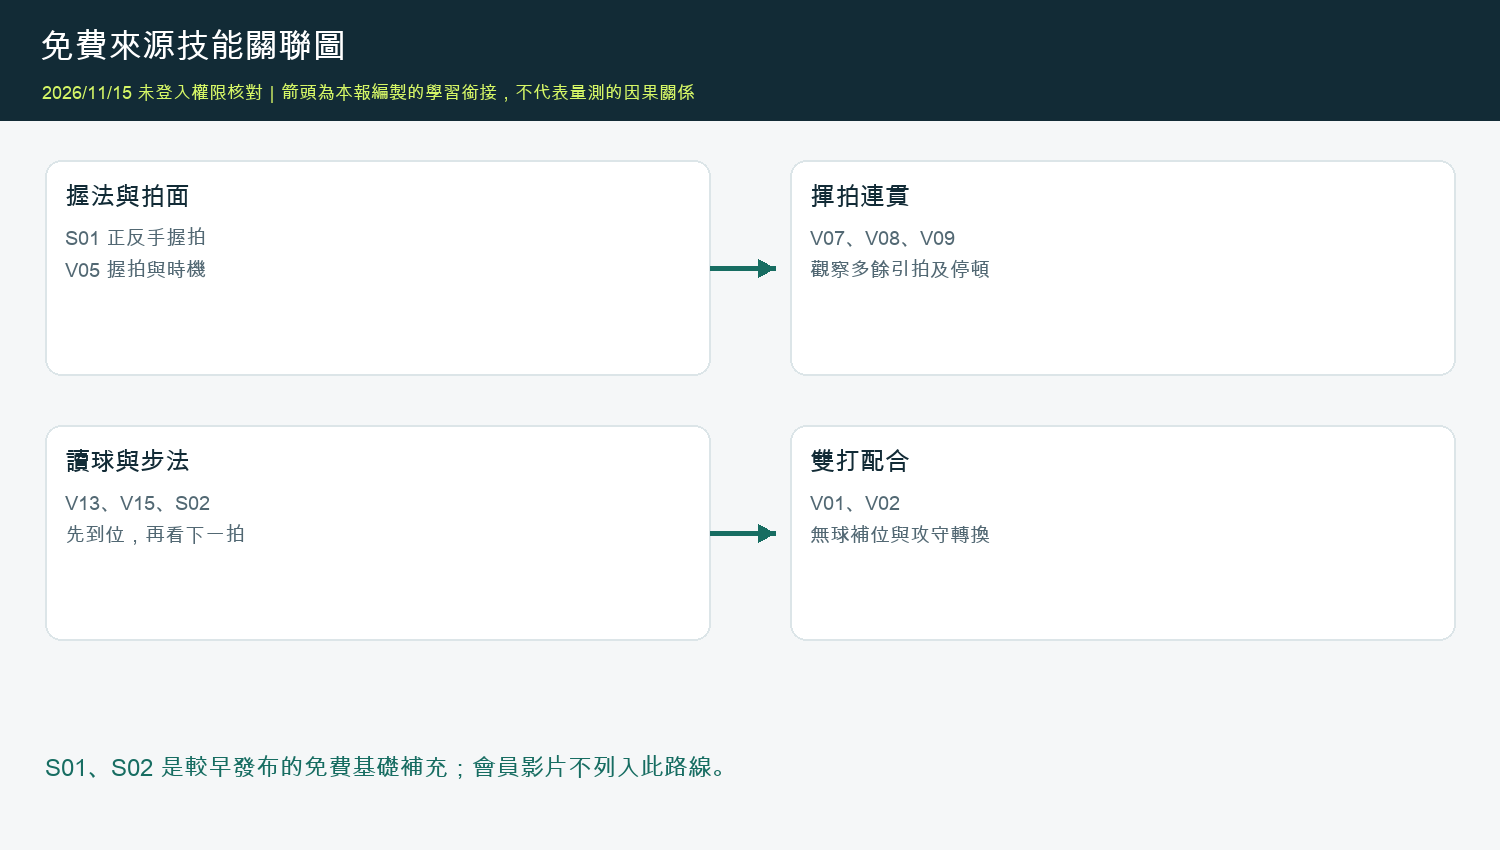 免費來源技能關聯圖
2026/11/15 未登入權限核對｜箭頭為本報編製的學習銜接，不代表量測的因果關係
握法與拍面
S01 正反手握拍
V05 握拍與時機
揮拍連貫
V07、V08、V09
觀察多餘引拍及停頓
讀球與步法
V13、V15、S02
先到位，再看下一拍
雙打配合
V01、V02
無球補位與攻守轉換
S01、S02 是較早發布的免費基礎補充；會員影片不列入此路線。